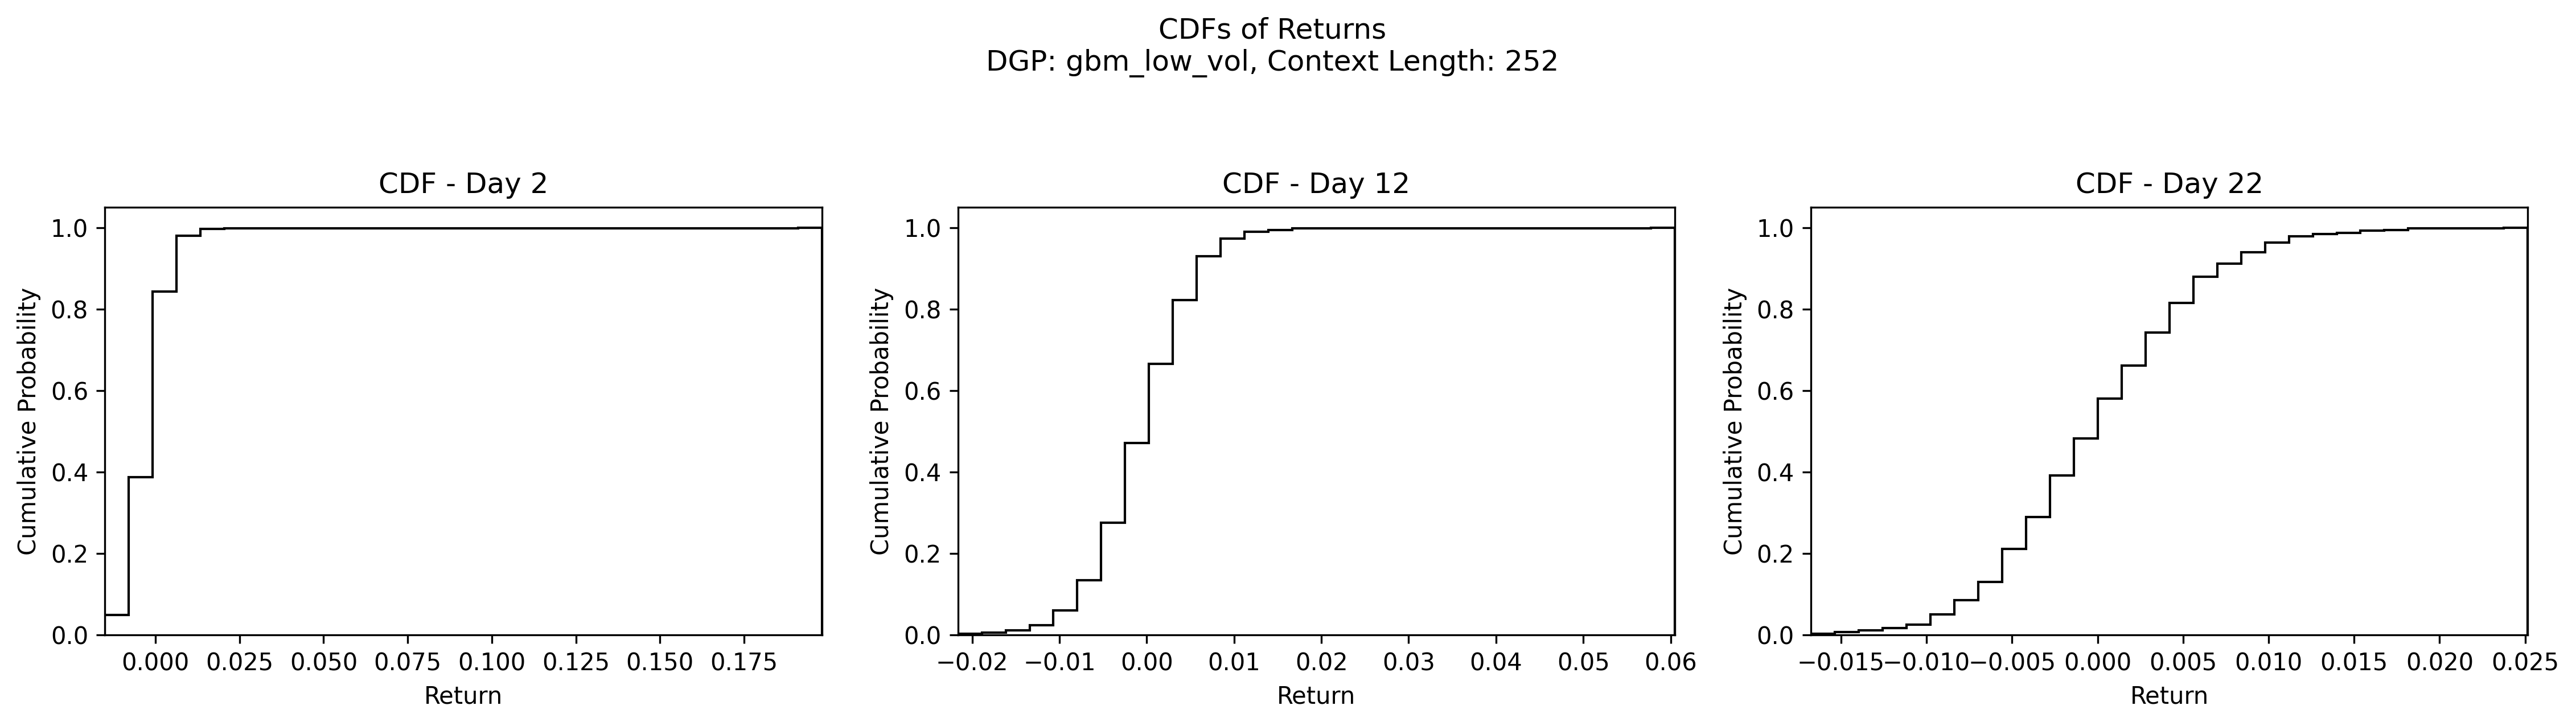 CDFs of Returns
DGP: gbm_low_vol, Context Length: 252
CDF - Day 2
Cumulative Probability
1.0
0.8
0.6
0.4
0.2
0.0
0.000 0.025 0.050 0.075 0.100 0.125 0.150 0.175
Return
CDF - Day 12
Cumulative Probability
1.0
0.8
0.6
0.4
0.2
0.0
−0.02 −0.01 0.00 0.01 0.02 0.03 0.04 0.05 0.06
Return
CDF - Day 22
Cumulative Probability
1.0
0.8
0.6
0.4
0.2
0.0
−0.015 −0.010 −0.005 0.000 0.005 0.010 0.015 0.020 0.025
Return